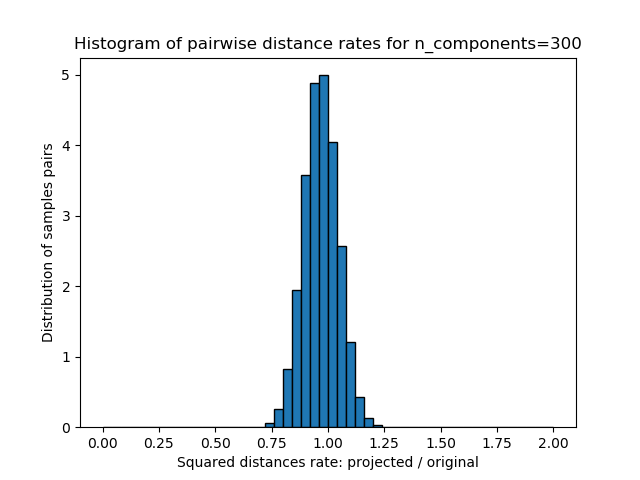 Histogram of pairwise distance rates for n_components=300
Distribution of samples pairs
5
4
3
2
1
0
0.00 0.25 0.50 0.75 1.00 1.25 1.50 1.75 2.00
Squared distances rate: projected / original